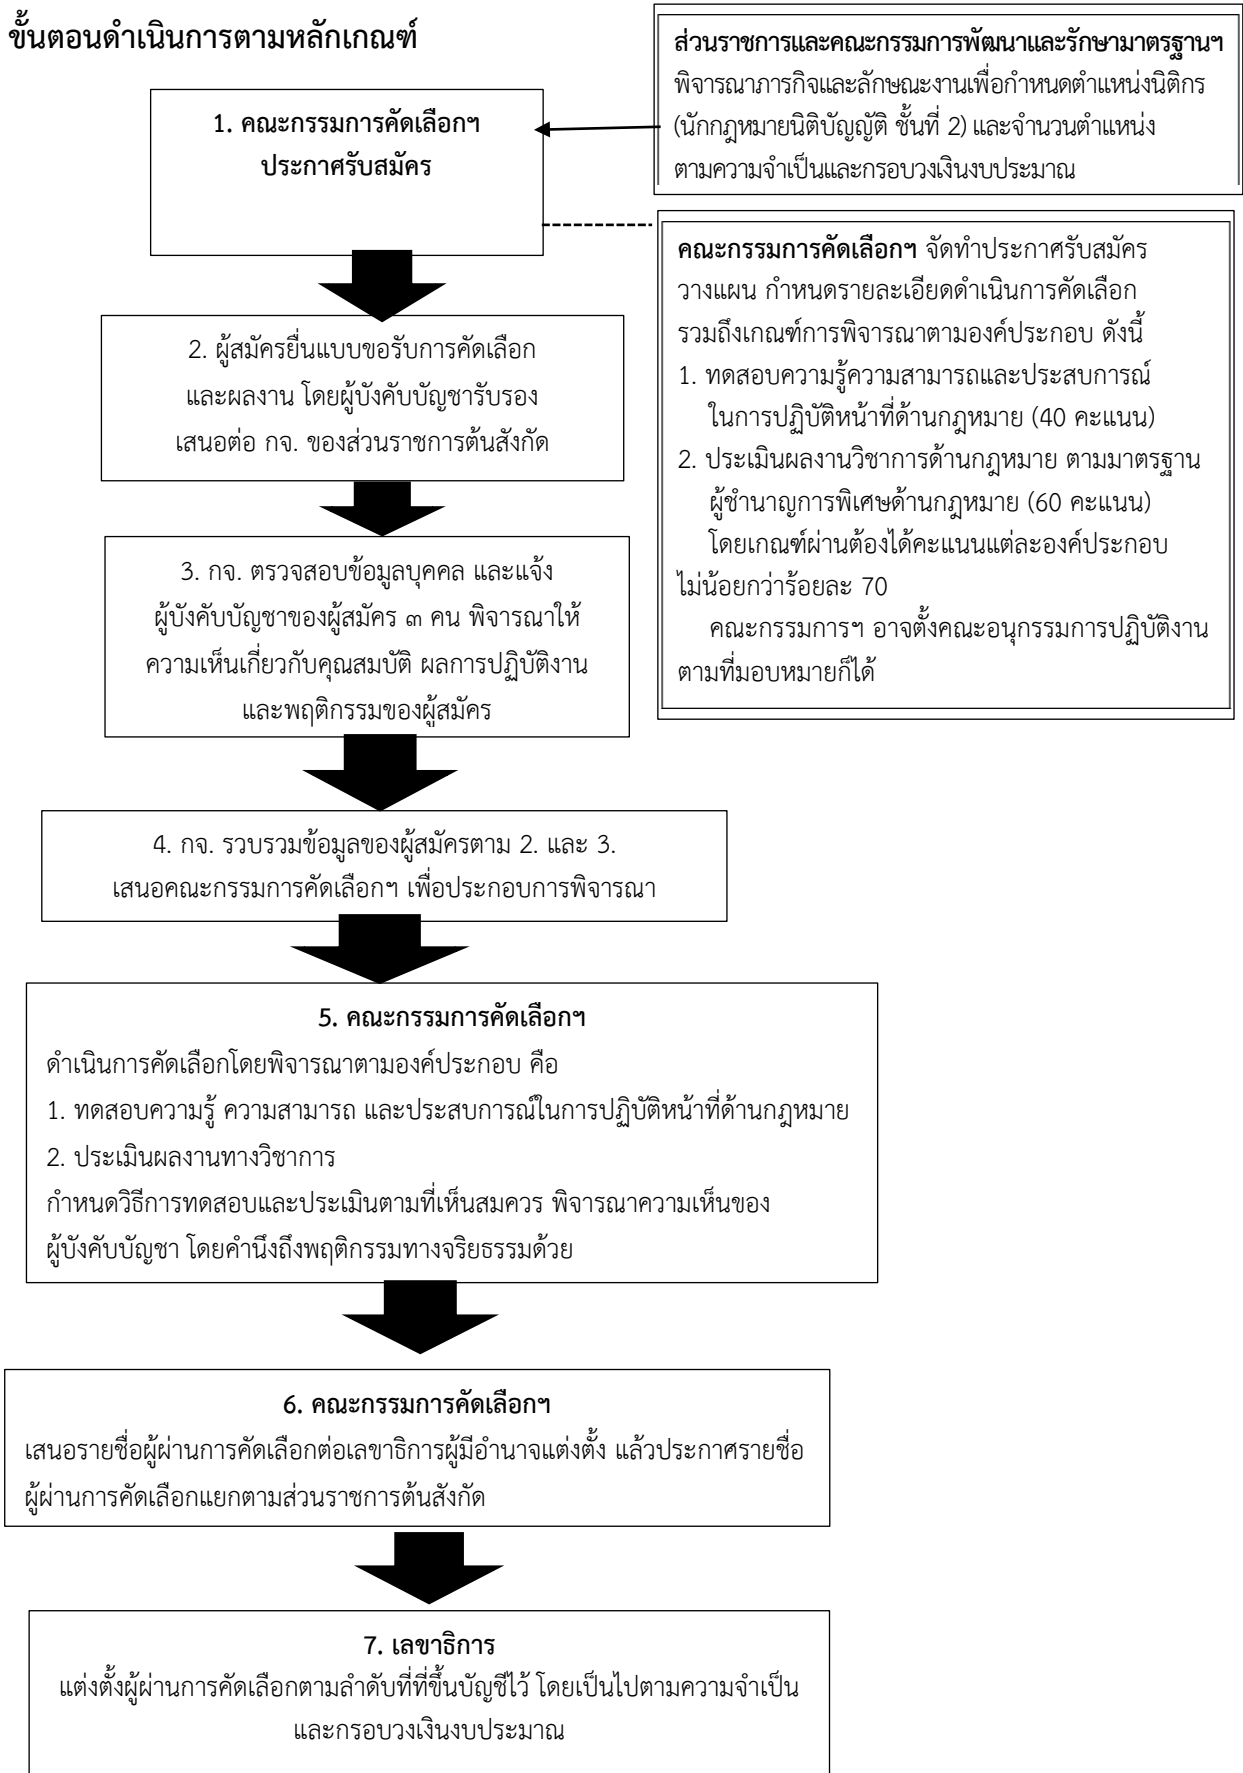 ขั้นตอนดำเนินการตามหลักเกณฑ์
ส่วนราชการและคณะกรรมการพัฒนาและรักษามาตรฐานฯ
พิจารณาภารกิจและลักษณะงานเพื่อกำหนดตำแหน่งนิติกร
(นักกฎหมายนิติบัญญัติ ชั้นที่ 2) และจำนวนตำแหน่ง
ตามความจำเป็นและกรอบวงเงินงบประมาณ
1. คณะกรรมการคัดเลือกฯ
ประกาศรับสมัคร
คณะกรรมการคัดเลือกฯ จัดทำประกาศรับสมัคร
วางแผน กำหนดรายละเอียดดำเนินการคัดเลือก
รวมถึงเกณฑ์การพิจารณาตามองค์ประกอบ ดังนี้
1. ทดสอบความรู้ความสามารถและประสบการณ์
ในการปฏิบัติหน้าที่ด้านกฎหมาย (40 คะแนน)
2. ประเมินผลงานวิชาการด้านกฎหมาย ตามมาตรฐาน
ผู้ชำนาญการพิเศษด้านกฎหมาย (60 คะแนน)
โดยเกณฑ์ผ่านต้องได้คะแนนแต่ละองค์ประกอบ
ไม่น้อยกว่าร้อยละ 70
คณะกรรมการฯ อาจตั้งคณะอนุกรรมการปฏิบัติงาน
ตามที่มอบหมายก็ได้
2. ผู้สมัครยื่นแบบขอรับการคัดเลือก
และผลงาน โดยผู้บังคับบัญชารับรอง
เสนอต่อ กจ. ของส่วนราชการต้นสังกัด
3. กจ. ตรวจสอบข้อมูลบุคคล และแจ้ง
ผู้บังคับบัญชาของผู้สมัคร ๓ คน พิจารณาให้
ความเห็นเกี่ยวกับคุณสมบัติ ผลการปฏิบัติงาน
และพฤติกรรมของผู้สมัคร
4. กจ. รวบรวมข้อมูลของผู้สมัครตาม 2. และ 3.
เสนอคณะกรรมการคัดเลือกฯ เพื่อประกอบการพิจารณา
5. คณะกรรมการคัดเลือกฯ
ดำเนินการคัดเลือกโดยพิจารณาตามองค์ประกอบ คือ
1. ทดสอบความรู้ ความสามารถ และประสบการณ์ในการปฏิบัติหน้าที่ด้านกฎหมาย
2. ประเมินผลงานทางวิชาการ
กำหนดวิธีการทดสอบและประเมินตามที่เห็นสมควร พิจารณาความเห็นของ
ผู้บังคับบัญชา โดยคำนึงถึงพฤติกรรมทางจริยธรรมด้วย
6. คณะกรรมการคัดเลือกฯ
เสนอรายชื่อผู้ผ่านการคัดเลือกต่อเลขาธิการผู้มีอำนาจแต่งตั้ง แล้วประกาศรายชื่อ
ผู้ผ่านการคัดเลือกแยกตามส่วนราชการต้นสังกัด
7. เลขาธิการ
แต่งตั้งผู้ผ่านการคัดเลือกตามลำดับที่ที่ขึ้นบัญชีไว้ โดยเป็นไปตามความจำเป็น
และกรอบวงเงินงบประมาณ